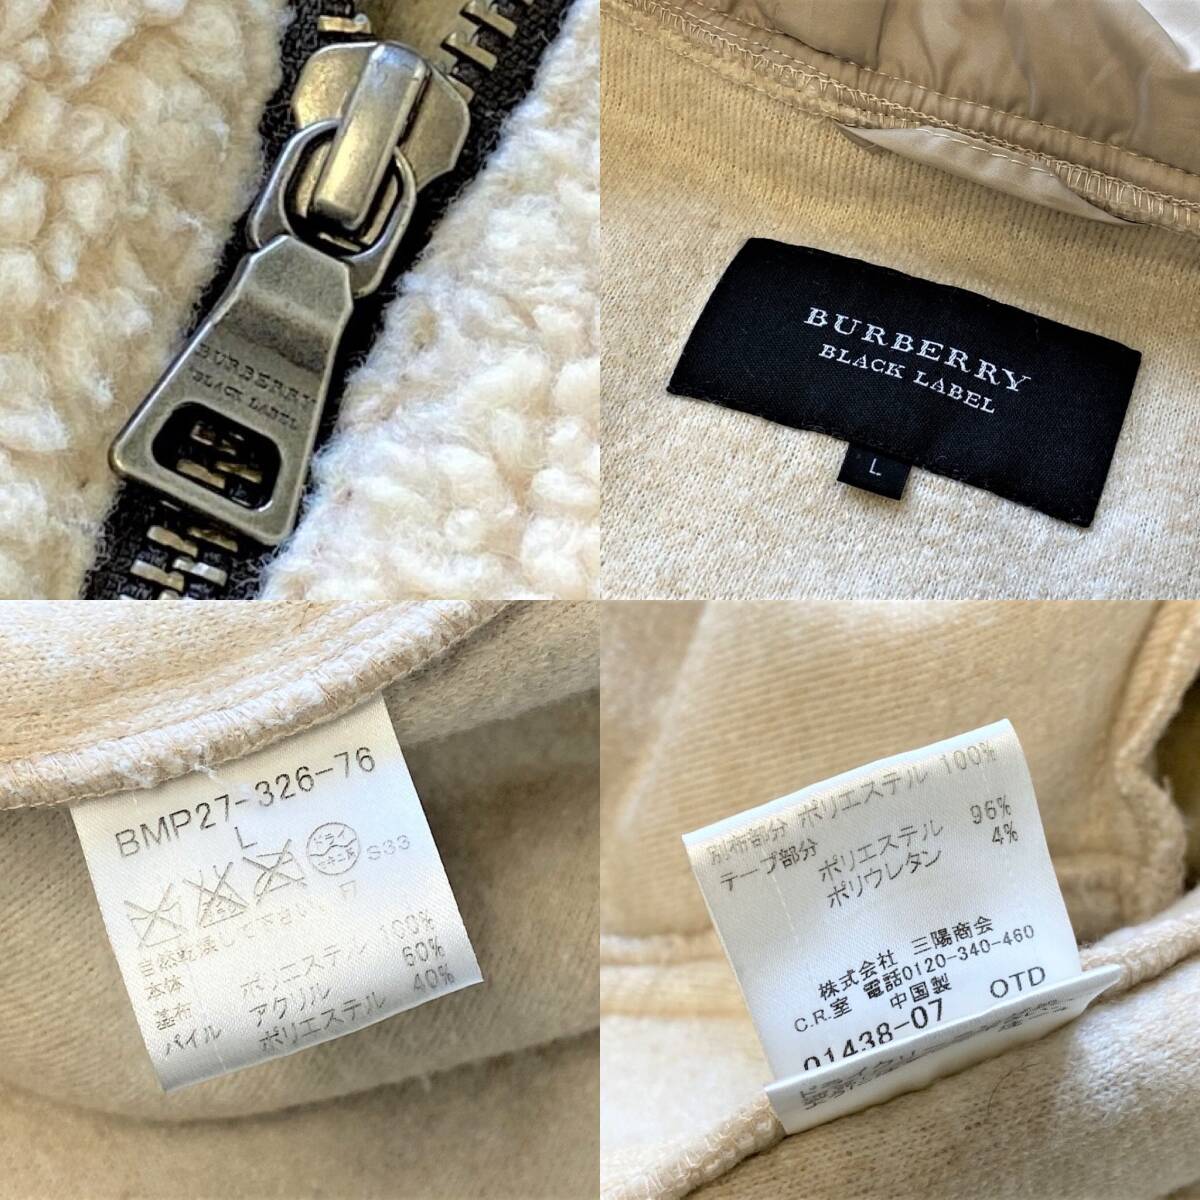 BURBERRY
BLACK LABEL
BURBERRY
BLACK LABEL
L
BMP27-326-76
L
ドライ
S33
自然乾燥して下さい。ワ
本体 ポリエステル 100%
基布 アクリル 60%
パイル ポリエステル 40%
別布部分 ポリエステル 100%
テープ部分
ポリエステル 96%
ポリウレタン 4%
株式会社 三陽商会
C.R.室 電話0120-340-460
中国製
01438-07 OTD